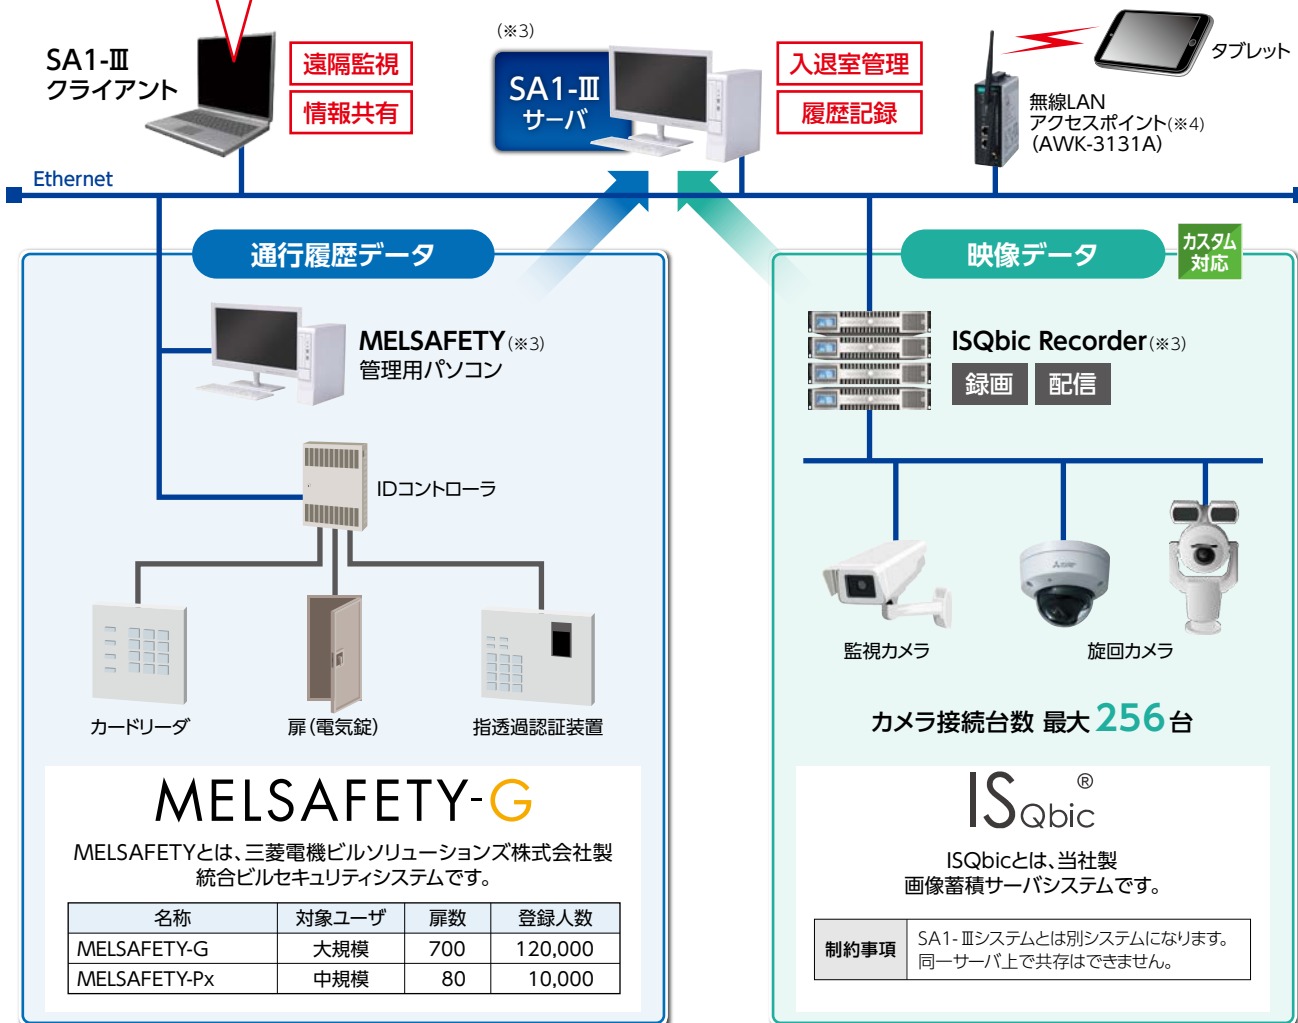 SA1-Ⅲ
クライアント
遠隔監視
情報共有
(※3)
SA1-Ⅲ
サーバ
入退室管理
履歴記録
タブレット
無線LAN
アクセスポイント(※4)
(AWK-3131A)
Ethernet
通行履歴データ
MELSAFETY(※3)
管理用パソコン
IDコントローラ
カードリーダ
扉(電気錠)
指透過認証装置
MELSAFETY-G
MELSAFETYとは、三菱電機ビルソリューションズ株式会社製
統合ビルセキュリティシステムです。
名称 対象ユーザ 扉数 登録人数
MELSAFETY-G 大規模 700 120,000
MELSAFETY-Px 中規模 80 10,000
映像データ
カスタム
対応
ISQbic Recorder(※3)
録画 配信
監視カメラ
旋回カメラ
カメラ接続台数 最大256台
ISQbic®
ISQbicとは、当社製
画像蓄積サーバシステムです。
制約事項
SA1-Ⅲシステムとは別システムになります。
同一サーバ上で共存はできません。